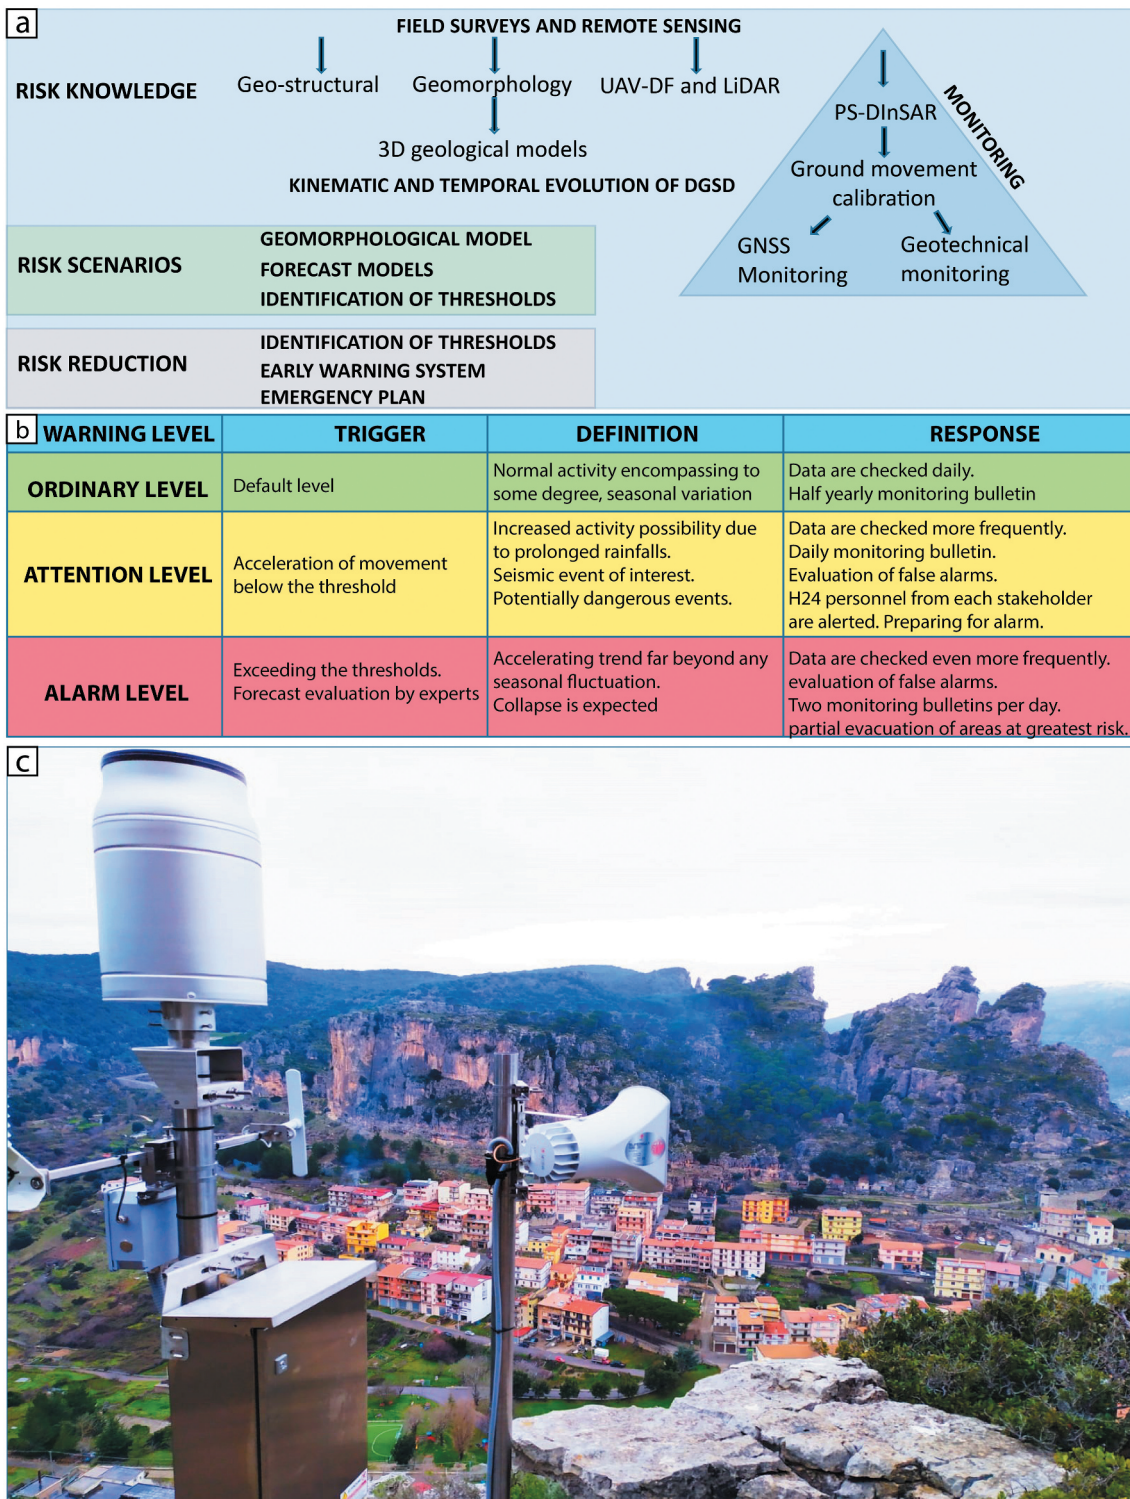 a
FIELD SURVEYS AND REMOTE SENSING
RISK KNOWLEDGE
Geo-structural
Geomorphology
UAV-DF and LiDAR
3D geological models
KINEMATIC AND TEMPORAL EVOLUTION OF DGSD
MONITORING
PS-DInSAR
Ground movement
calibration
GNSS
Monitoring
Geotechnical
monitoring
RISK SCENARIOS
GEOMORPHOLOGICAL MODEL
FORECAST MODELS
IDENTIFICATION OF THRESHOLDS
RISK REDUCTION
IDENTIFICATION OF THRESHOLDS
EARLY WARNING SYSTEM
EMERGENCY PLAN
b
WARNING LEVEL
TRIGGER
DEFINITION
RESPONSE
ORDINARY LEVEL
Default level
Normal activity encompassing to
some degree, seasonal variation
Data are checked daily.
Half yearly monitoring bulletin
ATTENTION LEVEL
Acceleration of movement
below the threshold
Increased activity possibility due
to prolonged rainfalls.
Seismic event of interest.
Potentially dangerous events.
Data are checked more frequently.
Daily monitoring bulletin.
Evaluation of false alarms.
H24 personnel from each stakeholder
are alerted. Preparing for alarm.
ALARM LEVEL
Exceeding the thresholds.
Forecast evaluation by experts
Accelerating trend far beyond any
seasonal fluctuation.
Collapse is expected
Data are checked even more frequently.
evaluation of false alarms.
Two monitoring bulletins per day.
partial evacuation of areas at greatest risk.
c